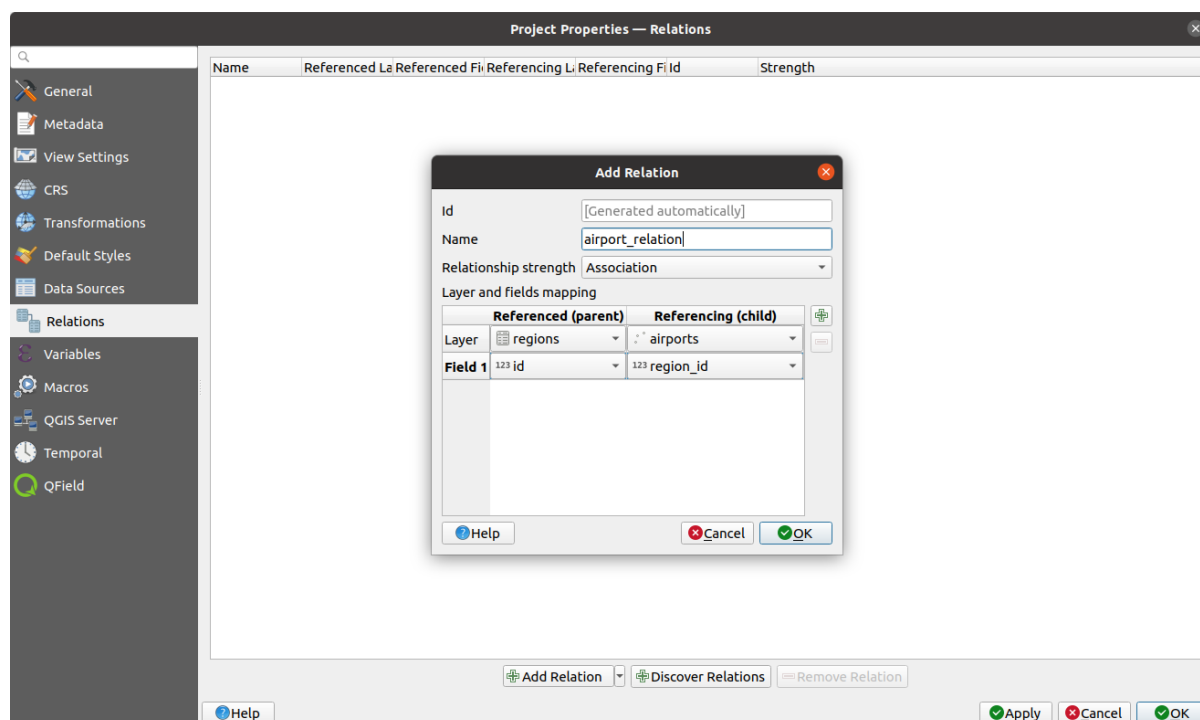 Project Properties — Relations
Name Referenced La Referenced Fi Referencing L Referencing F Id Strength
General
Metadata
View Settings
CRS
Transformations
Default Styles
Data Sources
Relations
Variables
Macros
QGIS Server
Temporal
QField
Add Relation
Id [Generated automatically]
Name airport_relation
Relationship strength Association
Layer and fields mapping
Referenced (parent) Referencing (child)
Layer regions airports
Field 1 123 id 123 region_id
Help Cancel OK
Add Relation Discover Relations Remove Relation
Help Apply Cancel OK